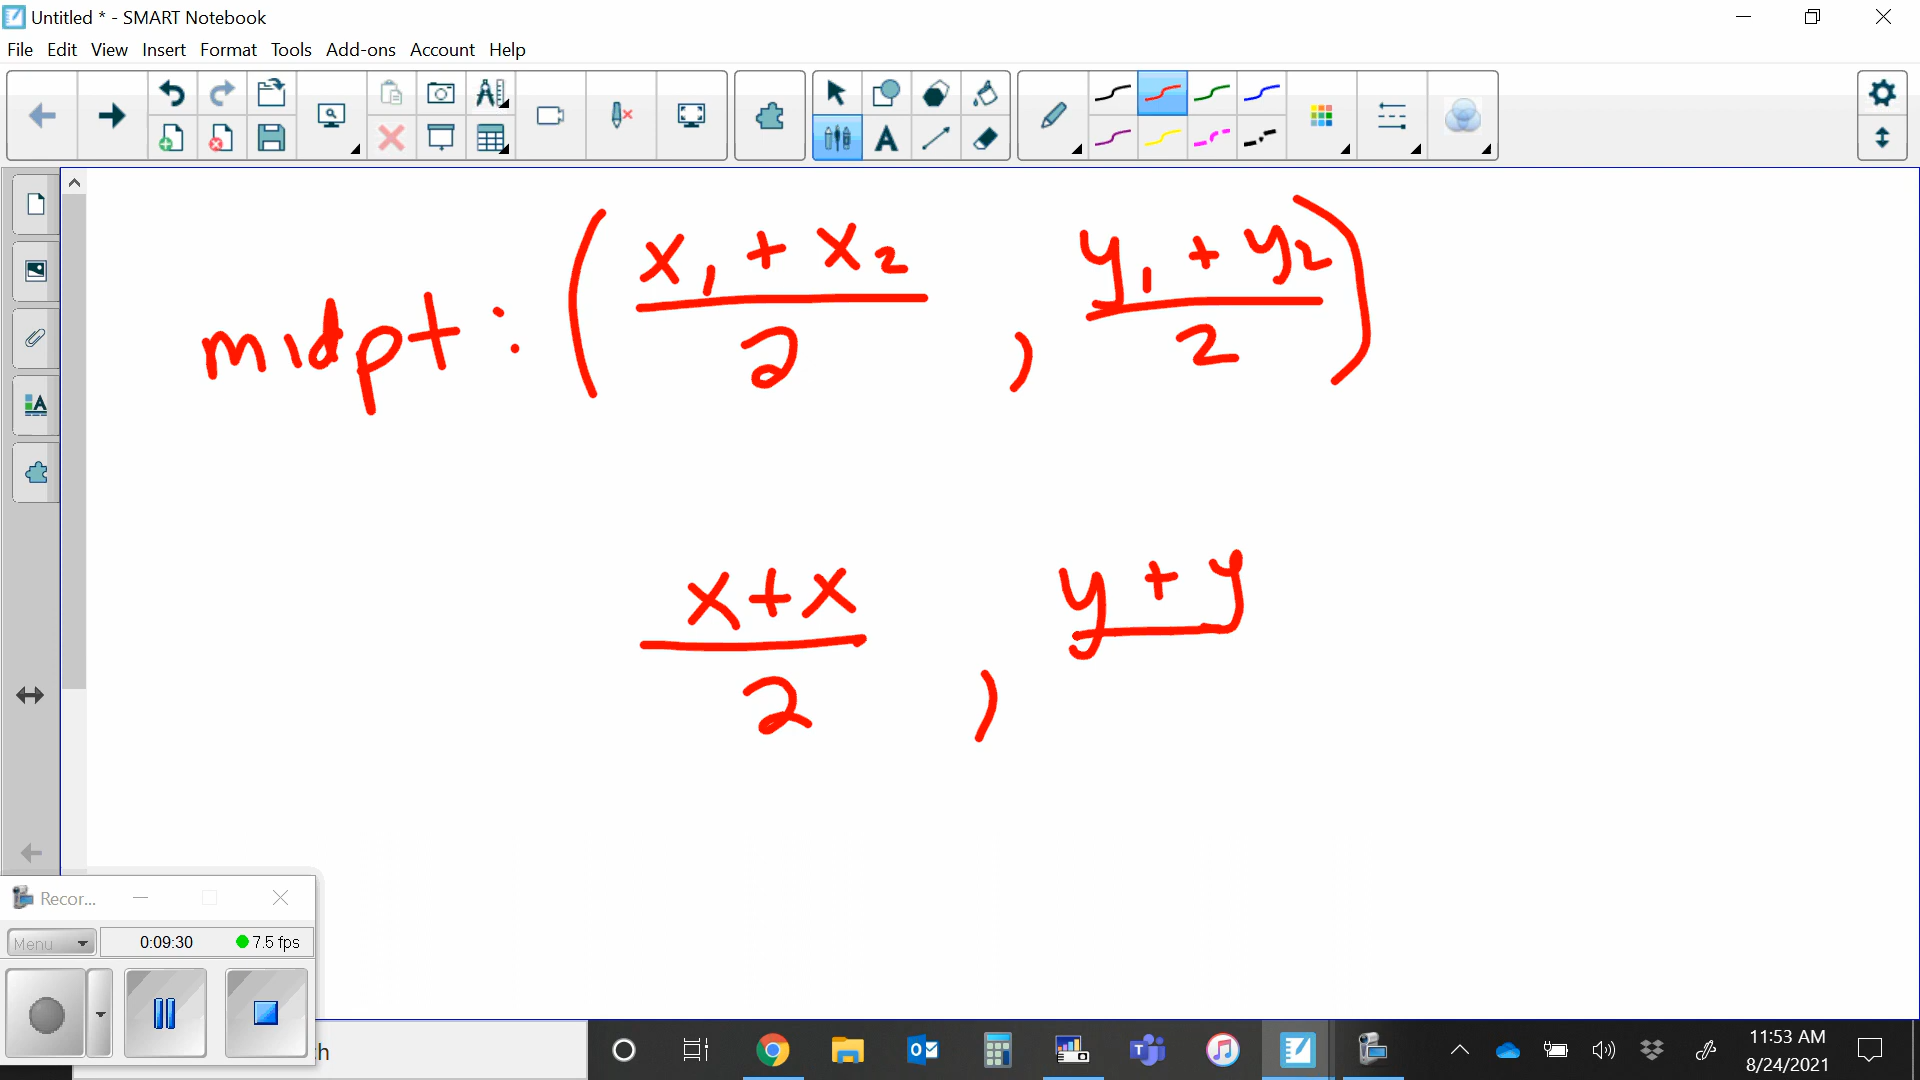 Untitled * - SMART Notebook
File Edit View Insert Format Tools Add-ons Account Help
midpt : ( x₁ + x₂ / 2 , y₁ + y₂ / 2 )
x + x / 2 , y + y
Recor...
Menu 0:09:30 7.5 fps
h
11:53 AM
8/24/2021